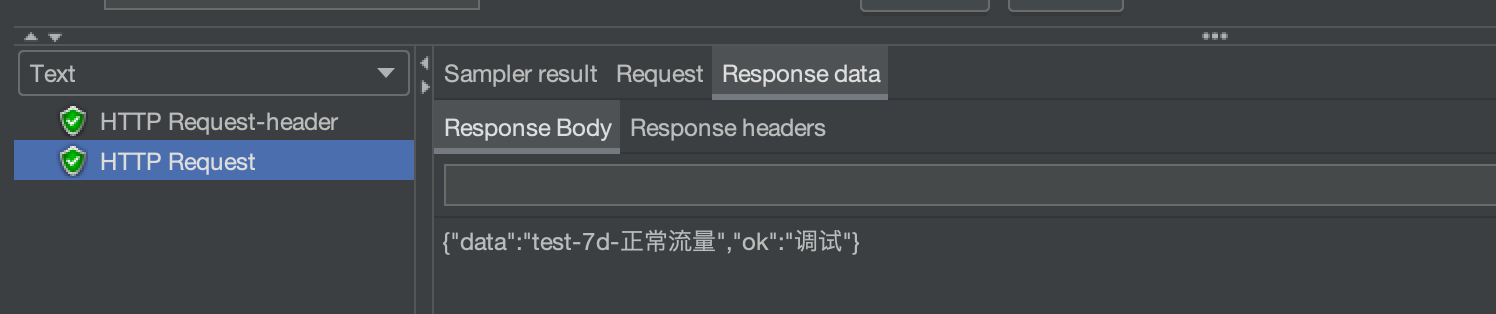 Text
HTTP Request-header
HTTP Request
Sampler result Request Response data
Response Body Response headers
{"data":"test-7d-正常流量","ok":"调试"}